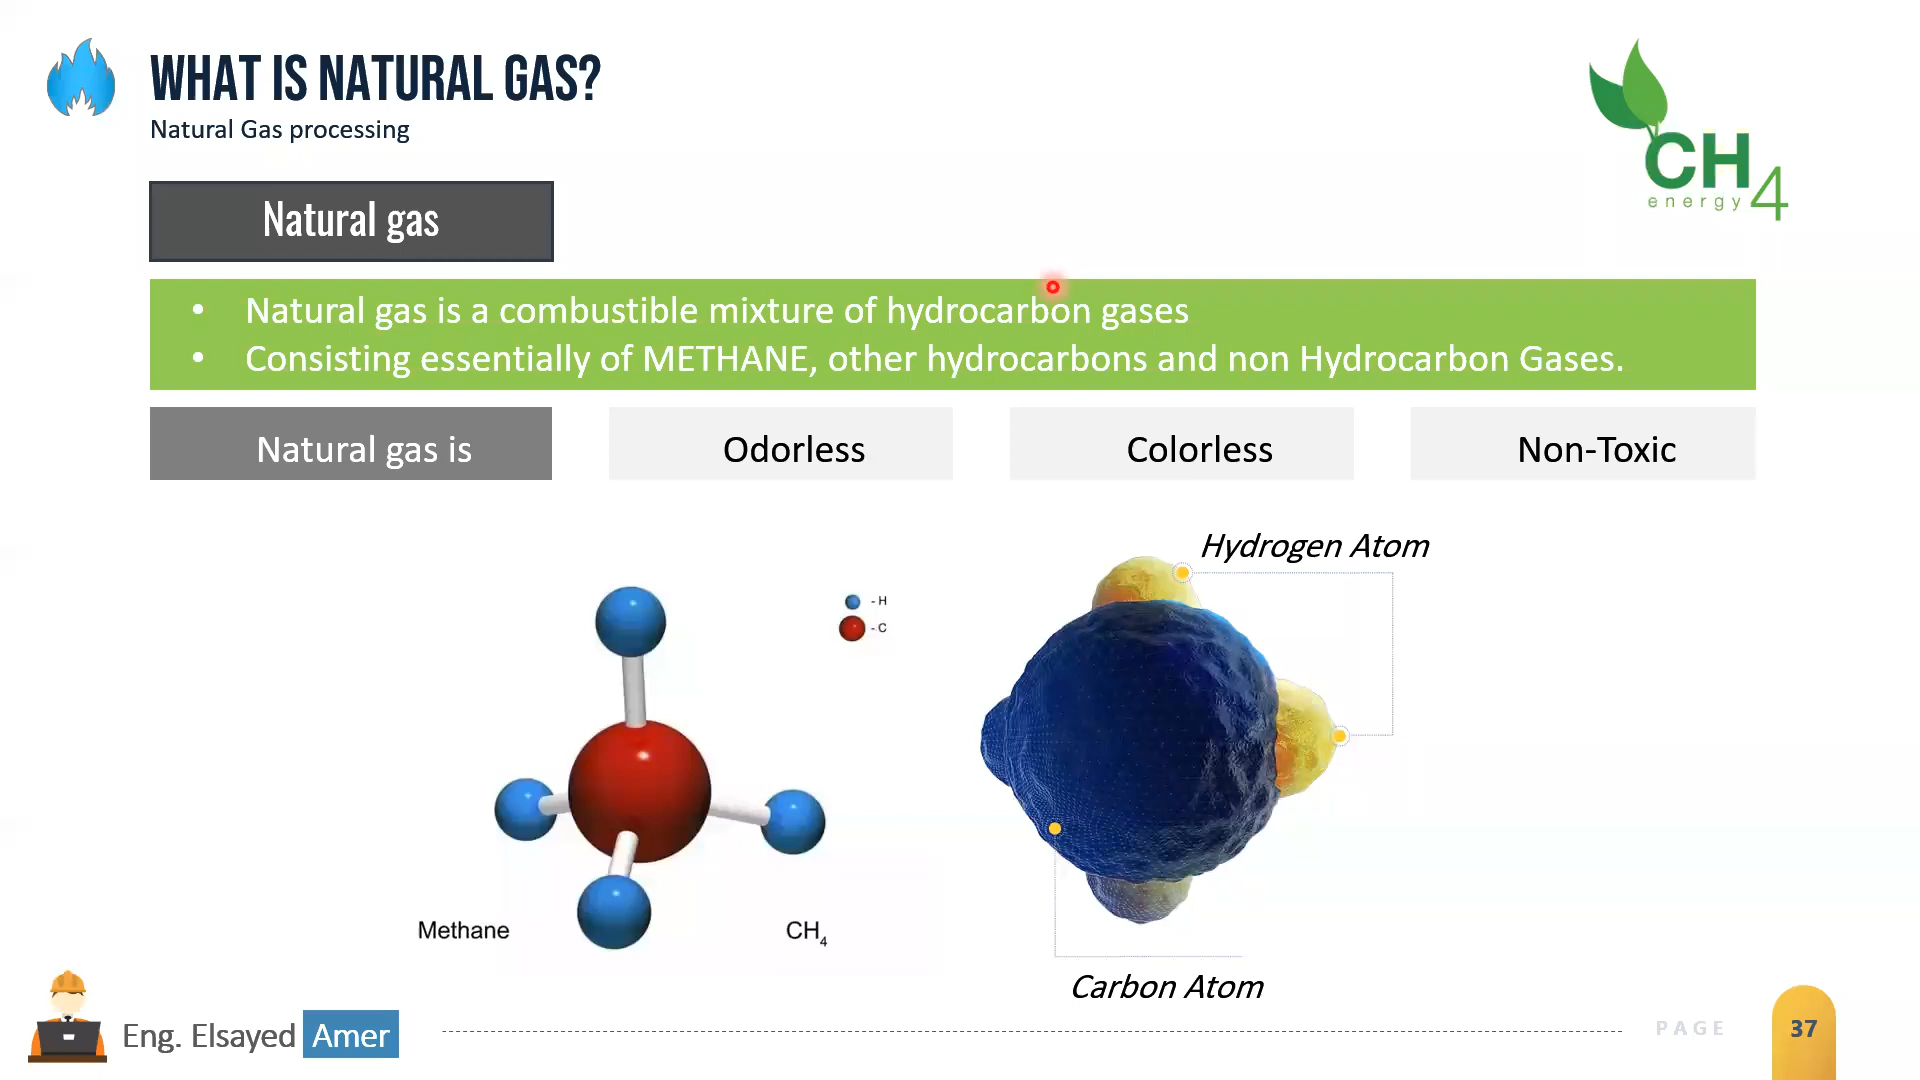 WHAT IS NATURAL GAS?
Natural Gas processing
CH4
energy
Natural gas
• Natural gas is a combustible mixture of hydrocarbon gases
• Consisting essentially of METHANE, other hydrocarbons and non Hydrocarbon Gases.
Natural gas is
Odorless
Colorless
Non-Toxic
Hydrogen Atom
- H
- C
Methane
CH4
Carbon Atom
Eng. Elsayed Amer
PAGE
37